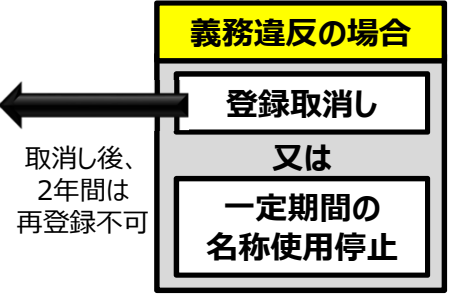 義務違反の場合
登録取消し
又は
一定期間の
名称使用停止
取消し後、
2年間は
再登録不可